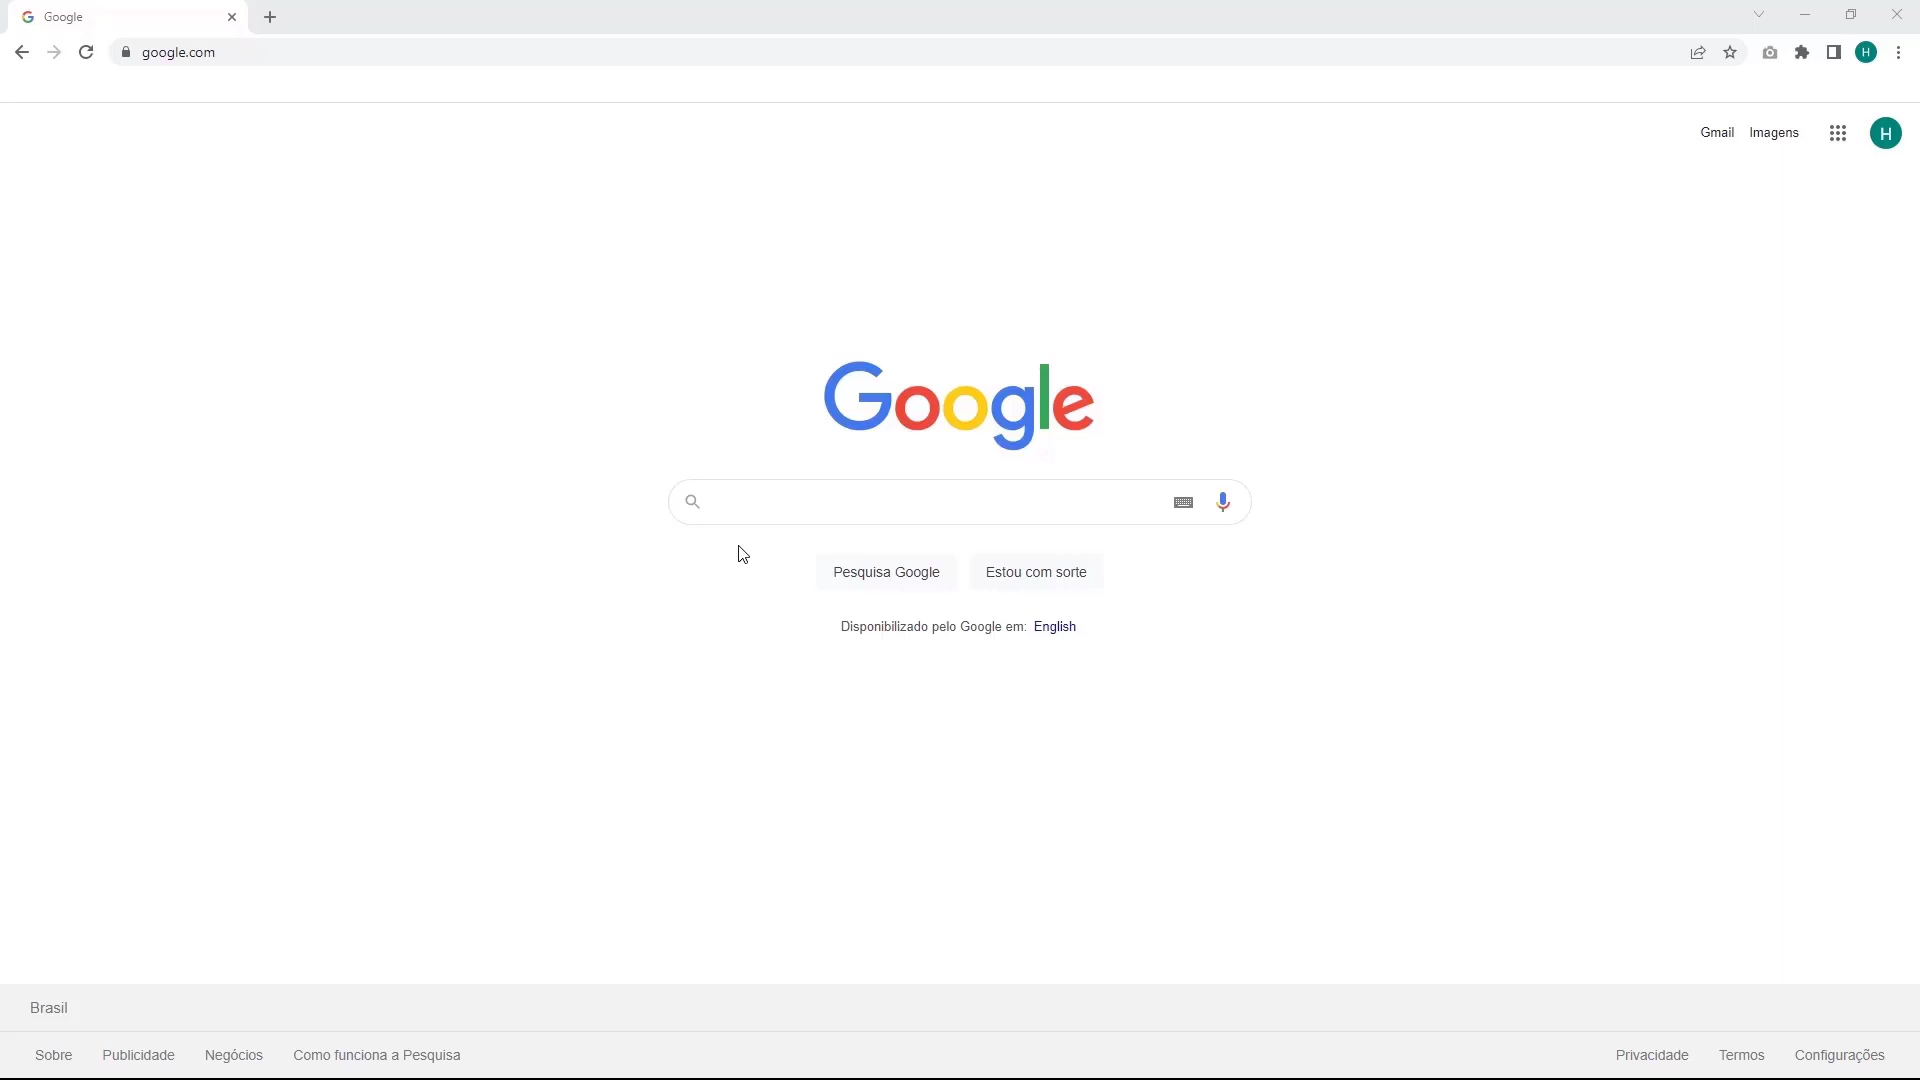 Google
google.com
H
Gmail Imagens
H
Google
Pesquisa Google Estou com sorte
Disponibilizado pelo Google em: English
Brasil
Sobre Publicidade Negócios Como funciona a Pesquisa Privacidade Termos Configurações